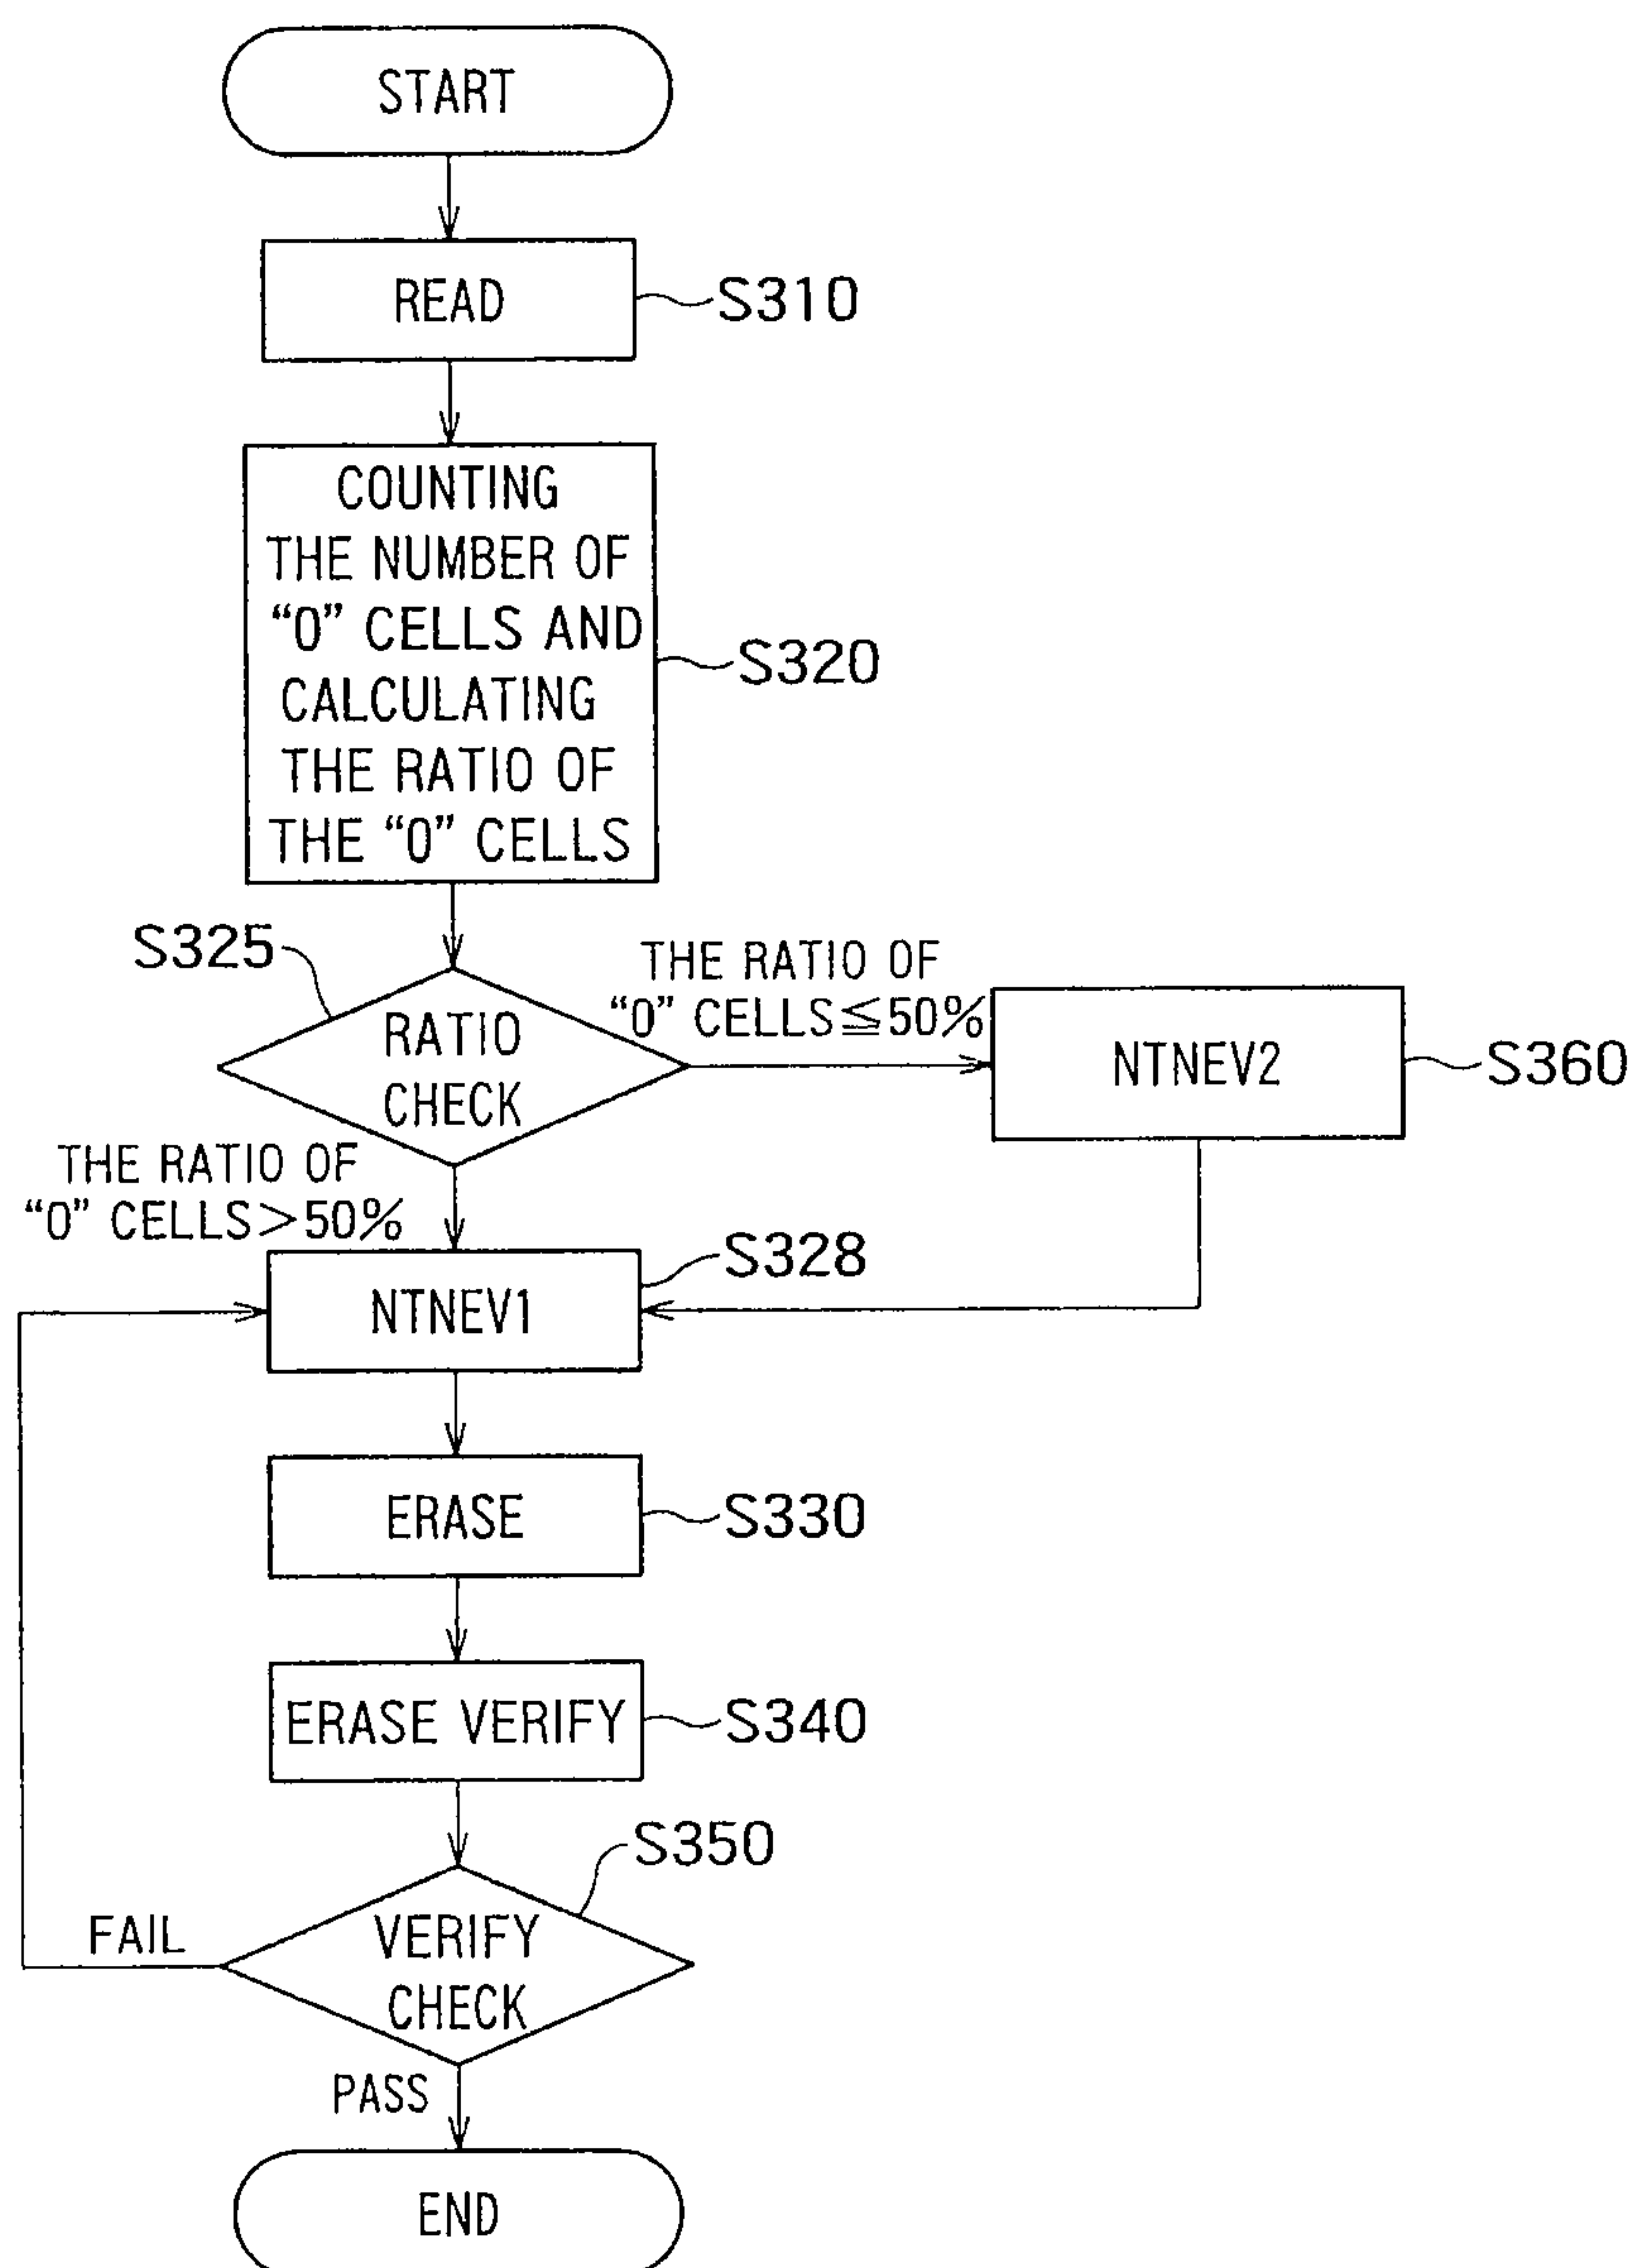 START
READ
S310
COUNTING
THE NUMBER OF
“0” CELLS AND
CALCULATING
THE RATIO OF
THE “0” CELLS
S320
S325
RATIO
CHECK
THE RATIO OF
“0” CELLS≦50%
NTNEV2
S360
THE RATIO OF
“0” CELLS>50%
NTNEV1
S328
ERASE
S330
ERASE VERIFY
S340
S350
VERIFY
CHECK
FAIL
PASS
END